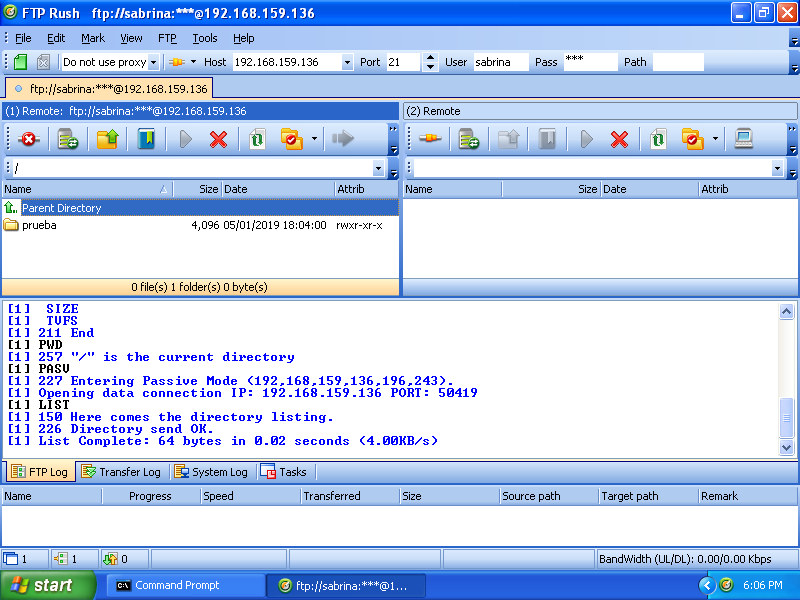 FTP Rush ftp://sabrina:***@192.168.159.136
File Edit Mark View FTP Tools Help
Do not use proxy Host 192.168.159.136 Port 21 User sabrina Pass *** Path
ftp://sabrina:***@192.168.159.136
(1) Remote: ftp://sabrina:***@192.168.159.136
(2) Remote
/
Name Size Date Attrib
Name Size Date Attrib
Parent Directory
prueba 4,096 05/01/2019 18:04:00 rwxr-xr-x
0 file(s) 1 folder(s) 0 byte(s)
[1] SIZE
[1] TVFS
[1] 211 End
[1] PWD
[1] 257 "/" is the current directory
[1] PASV
[1] 227 Entering Passive Mode (192,168,159,136,196,243).
[1] Opening data connection IP: 192.168.159.136 PORT: 50419
[1] LIST
[1] 150 Here comes the directory listing.
[1] 226 Directory send OK.
[1] List Complete: 64 bytes in 0.02 seconds (4.00KB/s)
FTP Log Transfer Log System Log Tasks
Name Progress Speed Transferred Size Source path Target path Remark
1 1 0 BandWidth (UL/DL): 0.00/0.00 Kbps
start Command Prompt ftp://sabrina:***@1... 6:06 PM